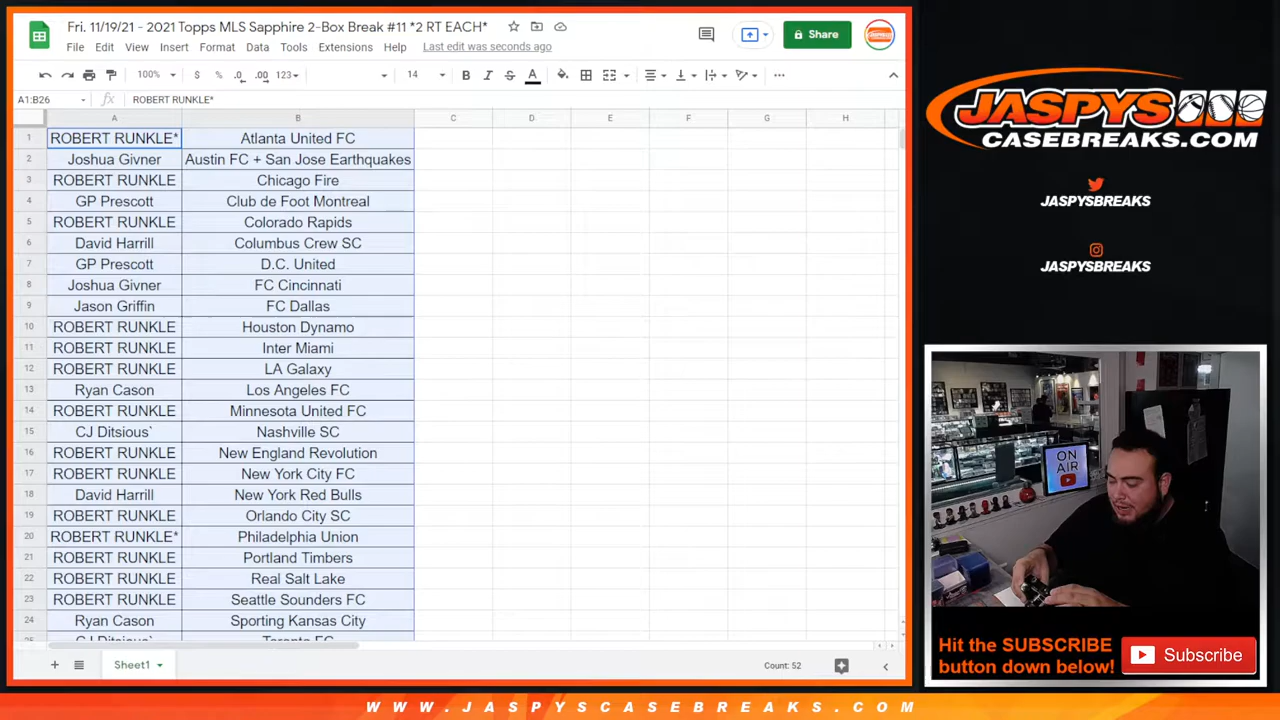 Fri. 11/19/21 - 2021 Topps MLS Sapphire 2-Box Break #11 *2 RT EACH*
Share
File Edit View Insert Format Data Tools Extensions Help Last edit was seconds ago
100% $ % .0 .00 123 14 B I S A
A1:B26 fx ROBERT RUNKLE*
A B C D E F G H
1 ROBERT RUNKLE* Atlanta United FC
2 Joshua Givner Austin FC + San Jose Earthquakes
3 ROBERT RUNKLE Chicago Fire
4 GP Prescott Club de Foot Montreal
5 ROBERT RUNKLE Colorado Rapids
6 David Harrill Columbus Crew SC
7 GP Prescott D.C. United
8 Joshua Givner FC Cincinnati
9 Jason Griffin FC Dallas
10 ROBERT RUNKLE Houston Dynamo
11 ROBERT RUNKLE Inter Miami
12 ROBERT RUNKLE LA Galaxy
13 Ryan Cason Los Angeles FC
14 ROBERT RUNKLE Minnesota United FC
15 CJ Ditsious` Nashville SC
16 ROBERT RUNKLE New England Revolution
17 ROBERT RUNKLE New York City FC
18 David Harrill New York Red Bulls
19 ROBERT RUNKLE Orlando City SC
20 ROBERT RUNKLE* Philadelphia Union
21 ROBERT RUNKLE Portland Timbers
22 ROBERT RUNKLE Real Salt Lake
23 ROBERT RUNKLE Seattle Sounders FC
24 Ryan Cason Sporting Kansas City
25 CJ Ditsious` Toronto FC
Sheet1
Count: 52
JASPYS
CASEBREAKS.COM
JASPYSBREAKS
JASPYSBREAKS
ON
AIR
Hit the SUBSCRIBE
button down below!
Subscribe
WWW.JASPYSCASEBREAKS.COM